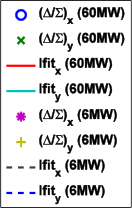 (Δ/Σ)x (60MW)
(Δ/Σ)y (60MW)
lfitx (60MW)
lfity (60MW)
(Δ/Σ)x (6MW)
(Δ/Σ)y (6MW)
lfitx (6MW)
lfity (6MW)